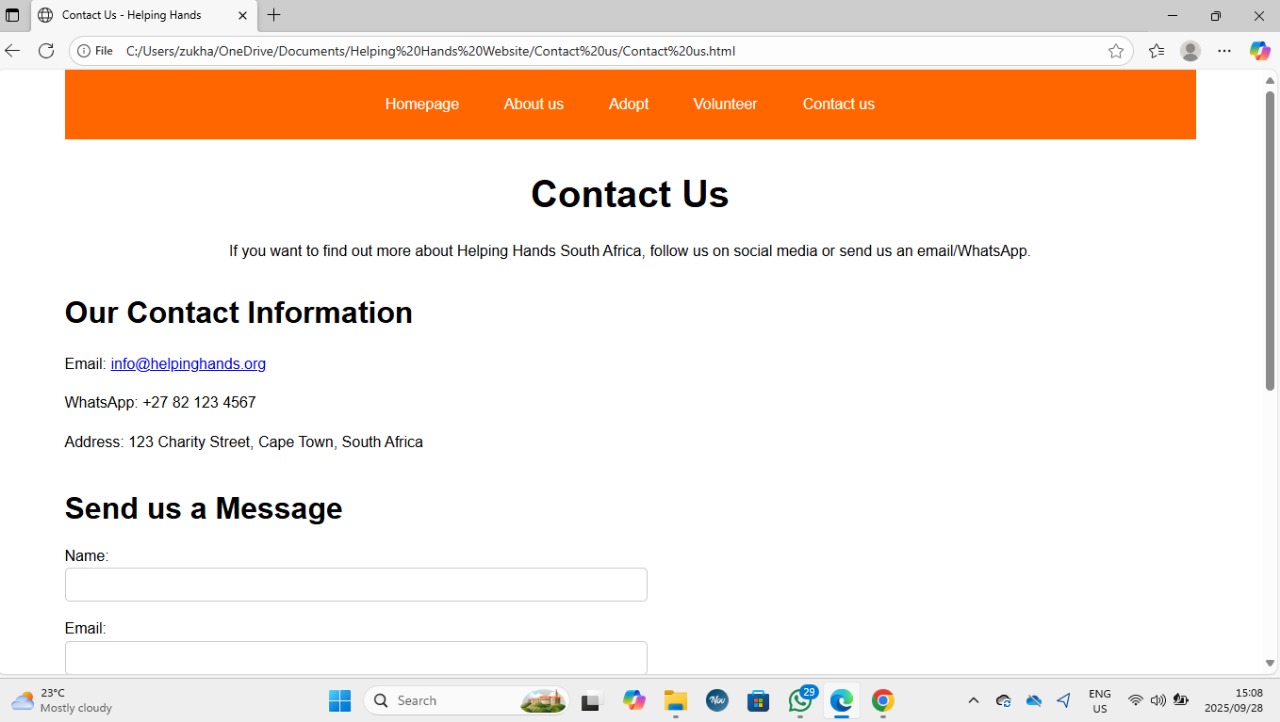 Contact Us - Helping Hands
File C:/Users/zukha/OneDrive/Documents/Helping%20Hands%20Website/Contact%20us/Contact%20us.html
Homepage About us Adopt Volunteer Contact us
Contact Us
If you want to find out more about Helping Hands South Africa, follow us on social media or send us an email/WhatsApp.
Our Contact Information
Email: info@helpinghands.org
WhatsApp: +27 82 123 4567
Address: 123 Charity Street, Cape Town, South Africa
Send us a Message
Name:
Email:
23°C
Mostly cloudy
Search
29
ENG
US
15:08
2025/09/28